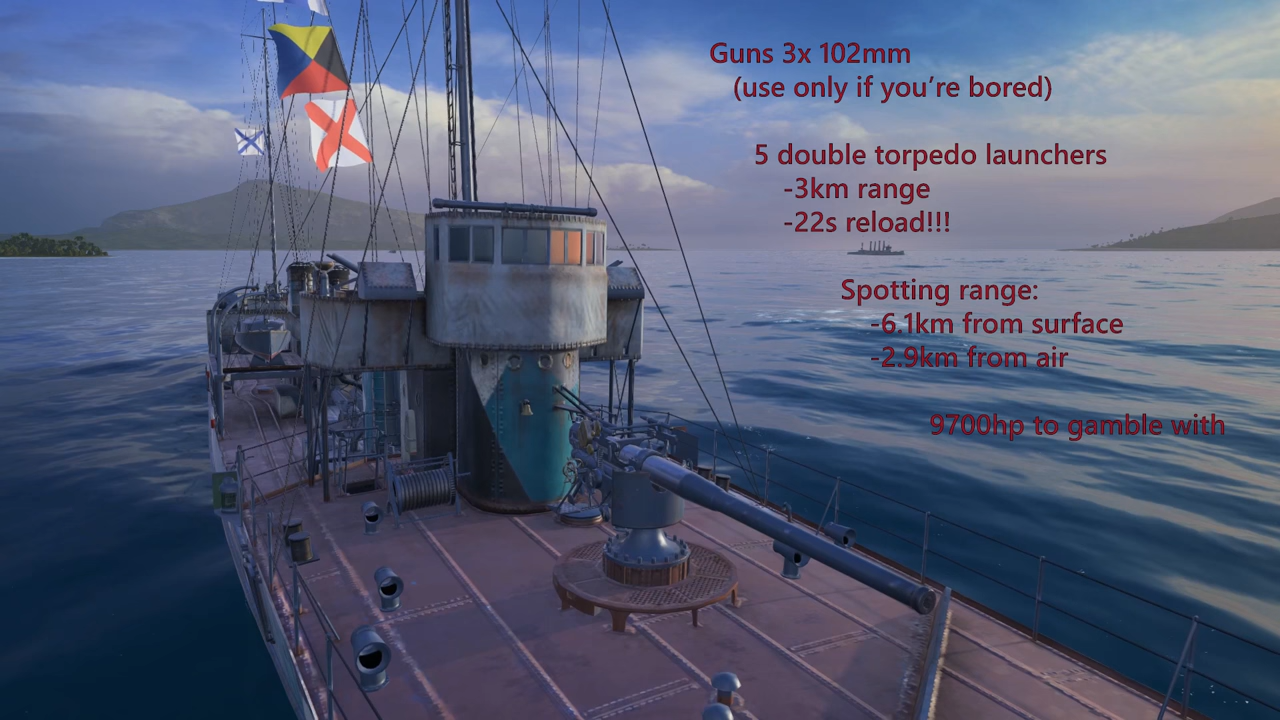 Guns 3x 102mm
(use only if you're bored)
5 double torpedo launchers
-3km range
-22s reload!!!
Spotting range:
-6.1km from surface
-2.9km from air
9700hp to gamble with